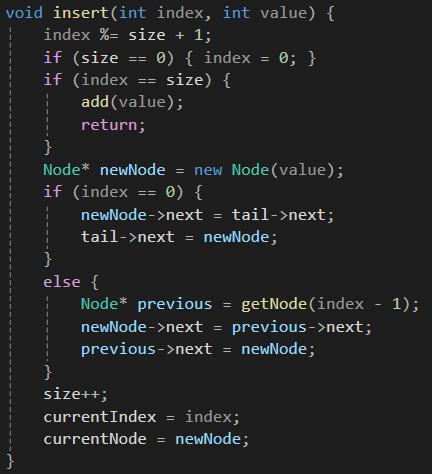 void insert(int index, int value) {
    index %= size + 1;
    if (size == 0) { index = 0; }
    if (index == size) {
        add(value);
        return;
    }
    Node* newNode = new Node(value);
    if (index == 0) {
        newNode->next = tail->next;
        tail->next = newNode;
    }
    else {
        Node* previous = getNode(index - 1);
        newNode->next = previous->next;
        previous->next = newNode;
    }
    size++;
    currentIndex = index;
    currentNode = newNode;
}